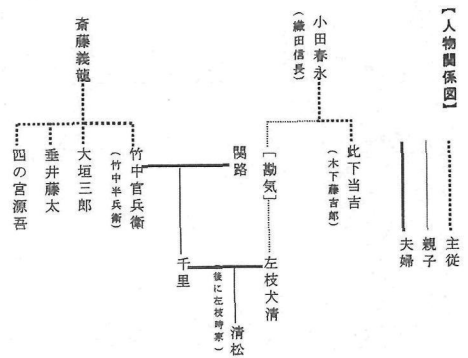 【人物関係図】
主従
親子
夫婦
小田春永
(織田信長)
此下当吉
(木下藤吉郎)
[勘気]
左枝犬清
(後に左枝時家)
清松
関路
千里
斎藤義龍
竹中官兵衛
(竹中半兵衛)
大垣三郎
垂井藤太
四の宮源吾